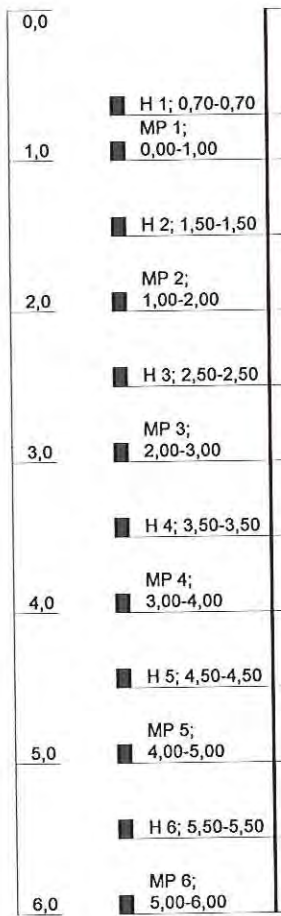 0,0
H 1; 0,70-0,70
MP 1;
0,00-1,00
1,0
H 2; 1,50-1,50
MP 2;
1,00-2,00
2,0
H 3; 2,50-2,50
MP 3;
2,00-3,00
3,0
H 4; 3,50-3,50
MP 4;
3,00-4,00
4,0
H 5; 4,50-4,50
MP 5;
4,00-5,00
5,0
H 6; 5,50-5,50
MP 6;
5,00-6,00
6,0